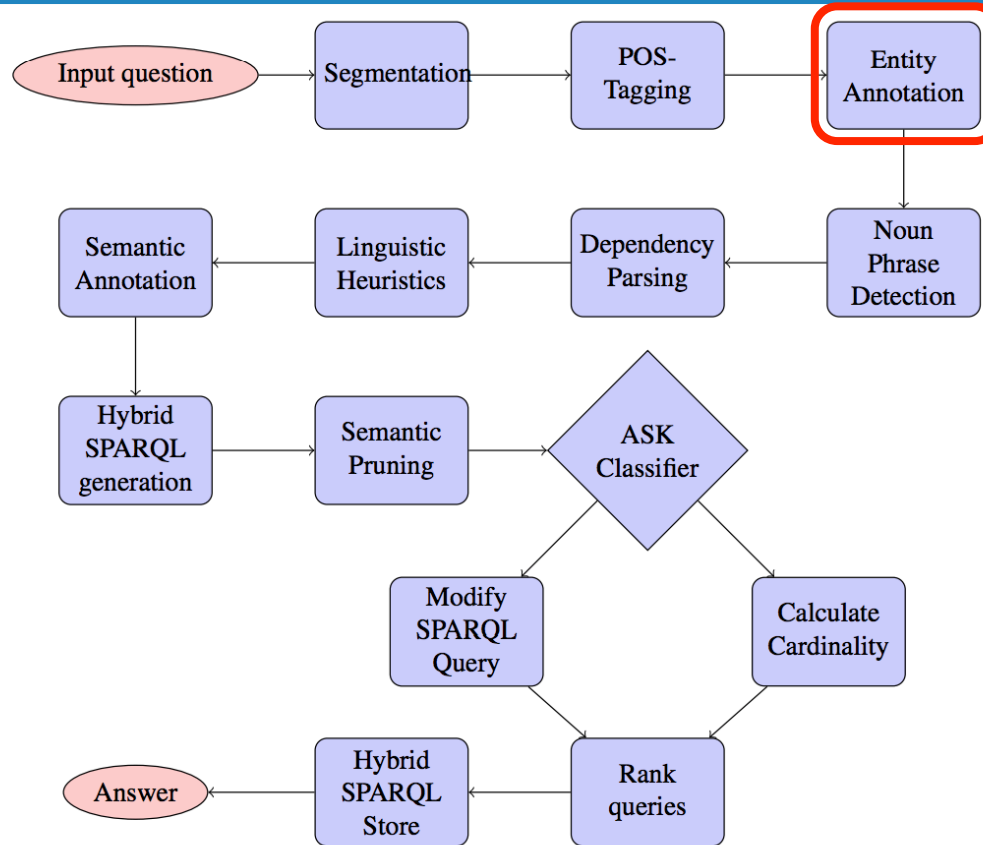 Input question
Segmentation
POS-
Tagging
Entity
Annotation
Semantic
Annotation
Linguistic
Heuristics
Dependency
Parsing
Noun
Phrase
Detection
Hybrid
SPARQL
generation
Semantic
Pruning
ASK
Classifier
Modify
SPARQL
Query
Calculate
Cardinality
Answer
Hybrid
SPARQL
Store
Rank
queries